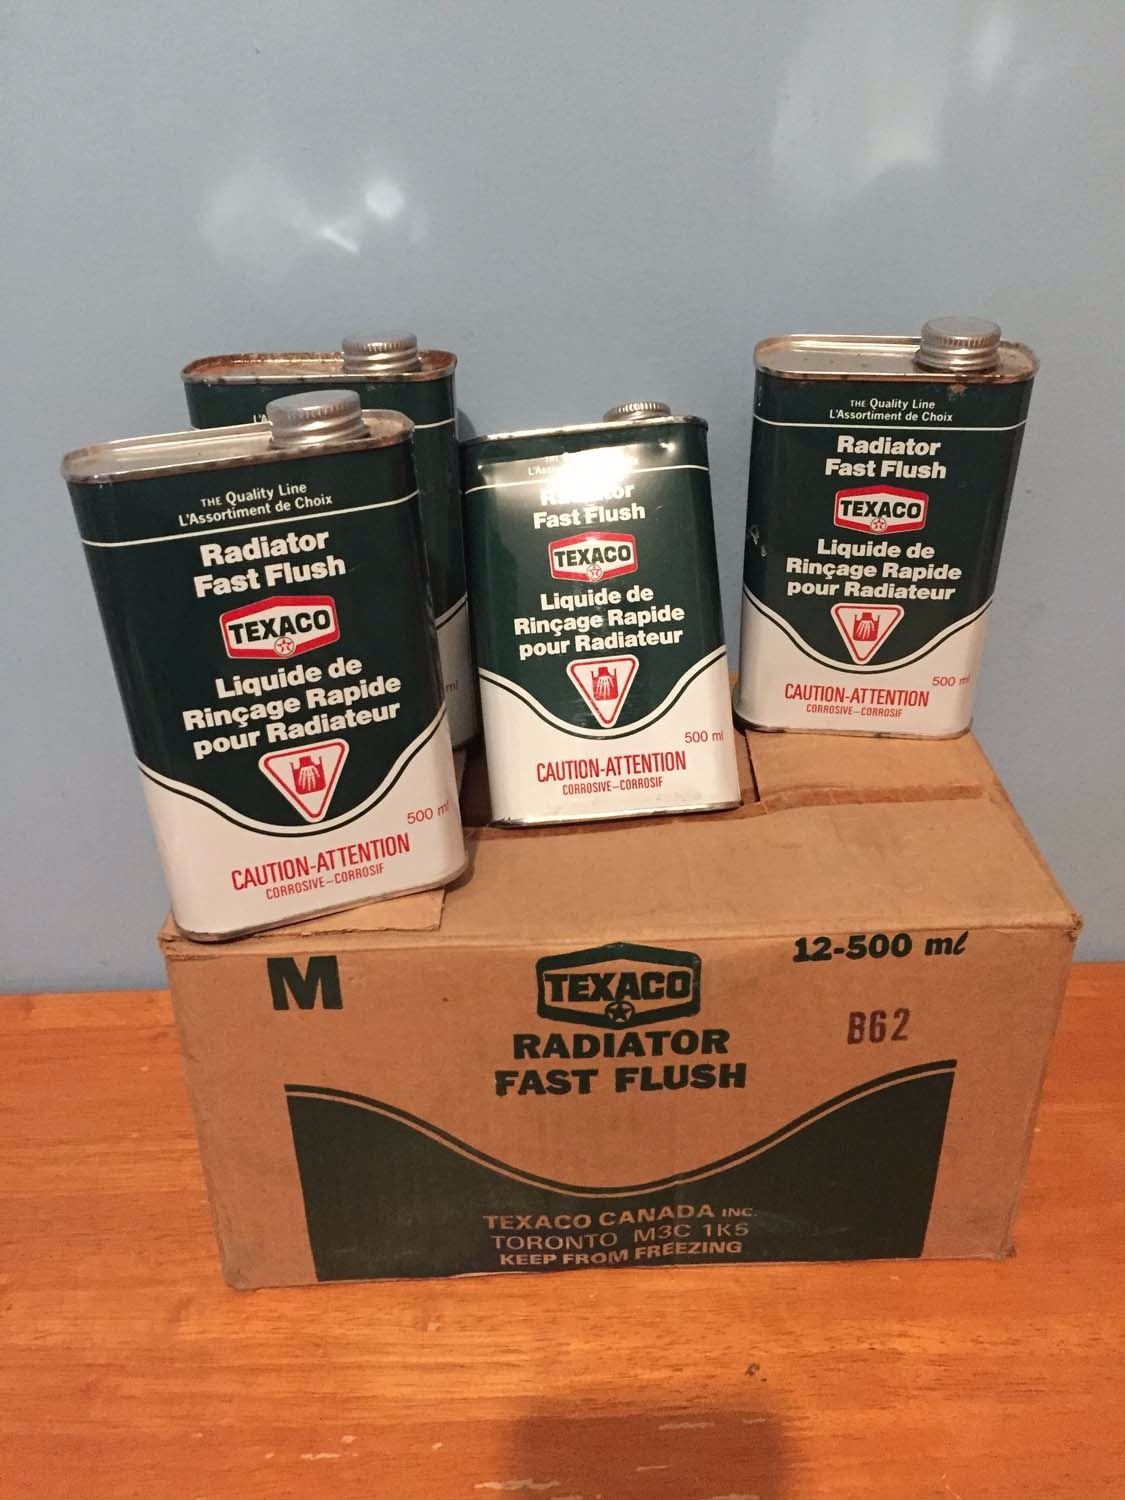 L'A
THE Quality Line
L'Assortiment de Choix
Radiator
Fast Flush
TEXACO
Liquide de
Rinçage Rapide
pour Radiateur
500 ml
CAUTION-ATTENTION
CORROSIVE–CORROSIF
ml
THE
L'Ass
Radiator
Fast Flush
TEXACO
Liquide de
Rinçage Rapide
pour Radiateur
500 ml
CAUTION-ATTENTION
CORROSIVE–CORROSIF
THE Quality Line
L'Assortiment de Choix
Radiator
Fast Flush
TEXACO
Liquide de
Rinçage Rapide
pour Radiateur
500 ml
CAUTION-ATTENTION
CORROSIVE–CORROSIF
M
TEXACO
12-500 ml
RADIATOR
FAST FLUSH
B62
TEXACO CANADA INC.
TORONTO M3C 1K5
KEEP FROM FREEZING